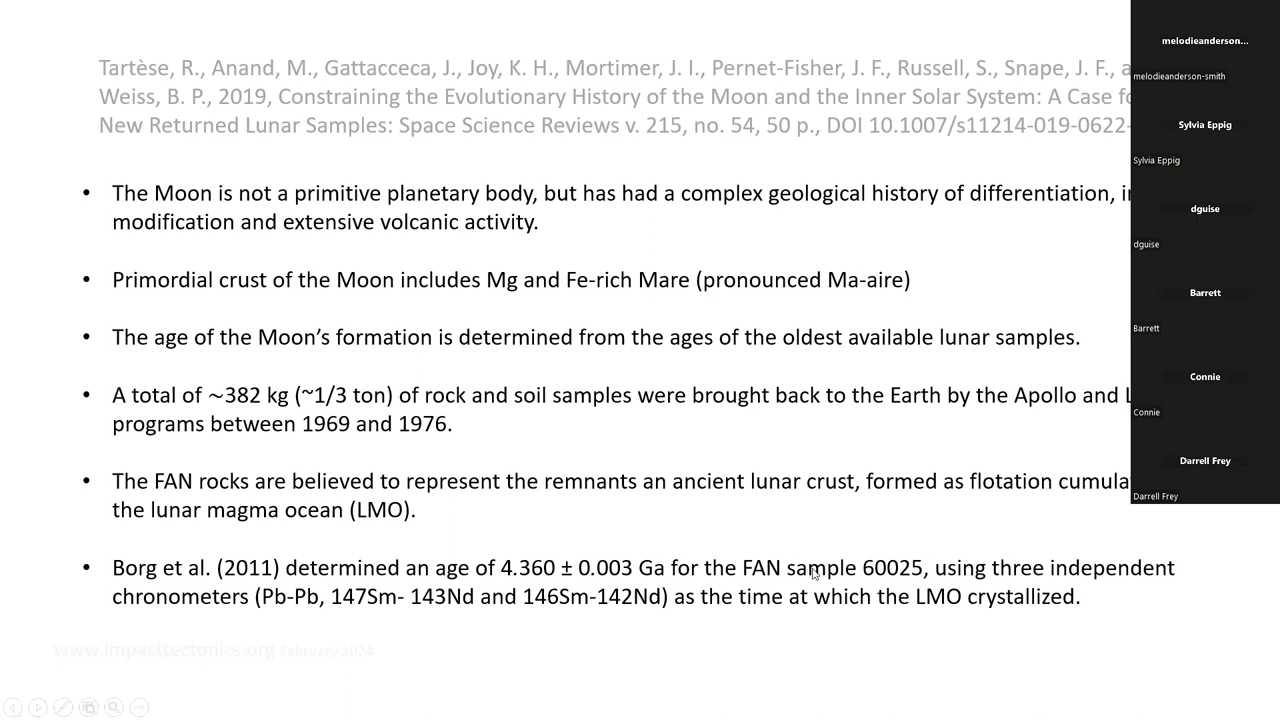 Tartèse, R., Anand, M., Gattacceca, J., Joy, K. H., Mortimer, J. I., Pernet-Fisher, J. F., Russell, S., Snape, J. F.,
Weiss, B. P., 2019, Constraining the Evolutionary History of the Moon and the Inner Solar System: A Case
New Returned Lunar Samples: Space Science Reviews v. 215, no. 54, 50 p., DOI 10.1007/s11214-019-0622-
• The Moon is not a primitive planetary body, but has had a complex geological history of differentiation,
modification and extensive volcanic activity.
• Primordial crust of the Moon includes Mg and Fe-rich Mare (pronounced Ma-aire)
• The age of the Moon’s formation is determined from the ages of the oldest available lunar samples.
• A total of ∼382 kg (~1/3 ton) of rock and soil samples were brought back to the Earth by the Apollo and
programs between 1969 and 1976.
• The FAN rocks are believed to represent the remnants an ancient lunar crust, formed as flotation
the lunar magma ocean (LMO).
• Borg et al. (2011) determined an age of 4.360 ± 0.003 Ga for the FAN sample 60025, using three independent
chronometers (Pb-Pb, 147Sm- 143Nd and 146Sm-142Nd) as the time at which the LMO crystallized.
www.impacttectonics.org February 2024
melodieanderson...
melodieanderson-smith
Sylvia Eppig
Sylvia Eppig
dguise
dguise
Barrett
Barrett
Connie
Connie
Darrell Frey
Darrell Frey